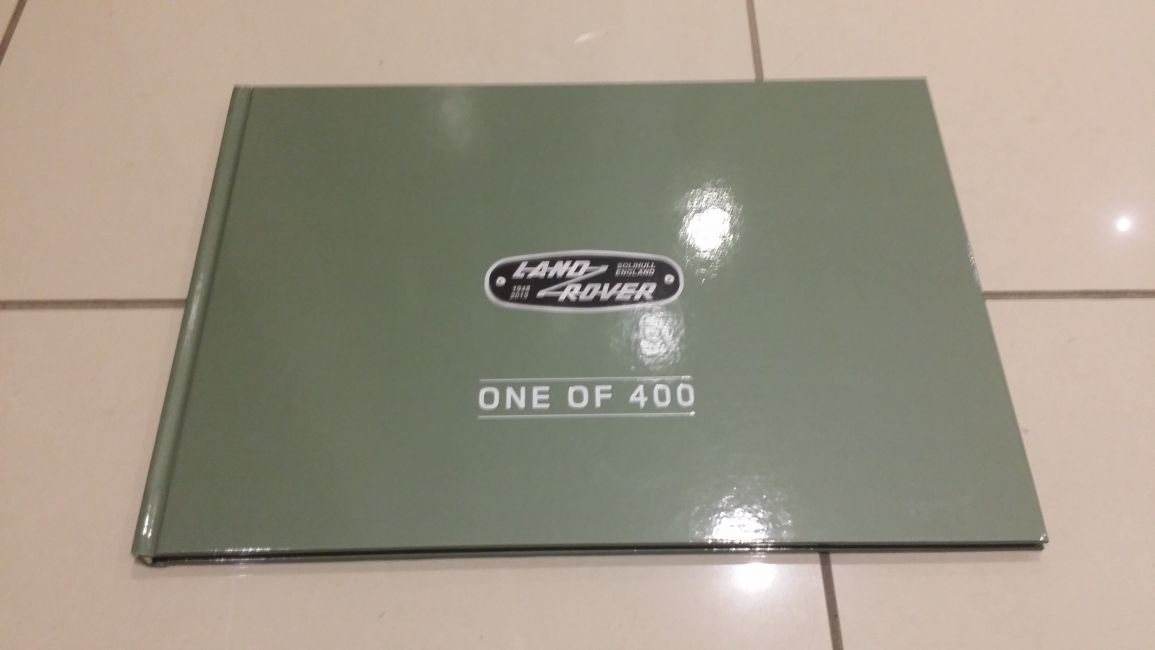 LAND
ROVER
SOLIHULL
ENGLAND
1948
2015
ONE OF 400